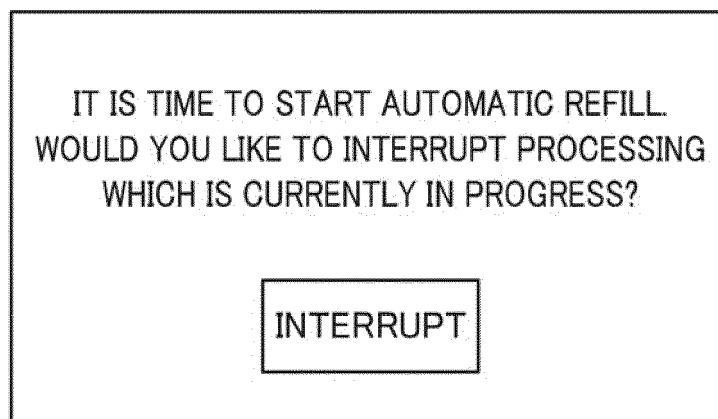 IT IS TIME TO START AUTOMATIC REFILL.
WOULD YOU LIKE TO INTERRUPT PROCESSING
WHICH IS CURRENTLY IN PROGRESS?
INTERRUPT